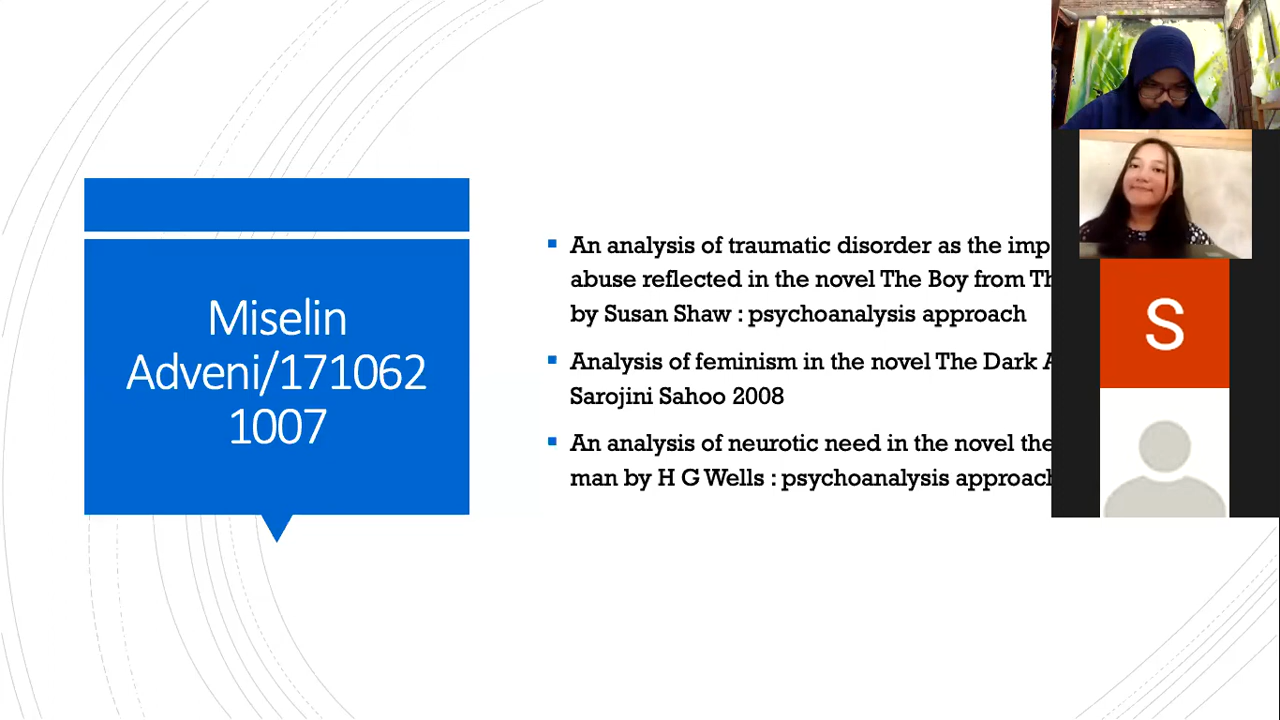 Miselin
Adveni/171062
1007
An analysis of traumatic disorder as the
abuse reflected in the novel The Boy from
by Susan Shaw : psychoanalysis approach
Analysis of feminism in the novel The Dark
Sarojini Sahoo 2008
An analysis of neurotic need in the novel the
man by H G Wells : psychoanalysis approach
S